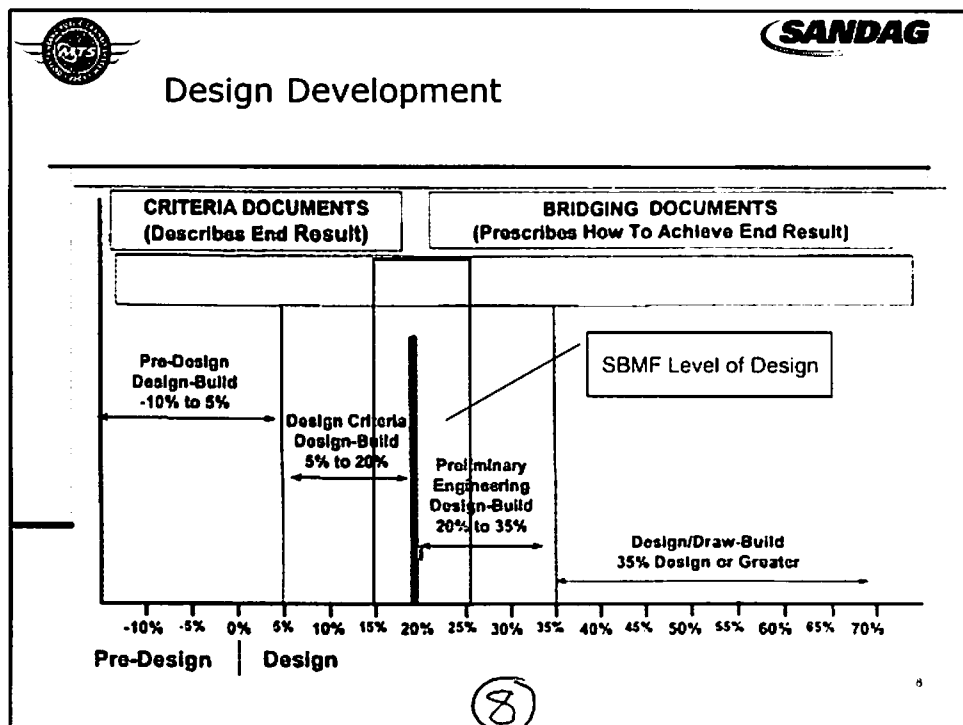 MTS
SANDAG
Design Development
CRITERIA DOCUMENTS
(Describes End Result)
BRIDGING DOCUMENTS
(Prescribes How To Achieve End Result)
SBMF Level of Design
Pre-Design
Design-Build
-10% to 5%
Design Criteria
Design-Build
5% to 20%
Preliminary
Engineering
Design-Build
20% to 35%
Design/Draw-Build
35% Design or Greater
-10% -5% 0% 5% 10% 15% 20% 25% 30% 35% 40% 45% 50% 55% 60% 65% 70%
Pre-Design | Design
8
8